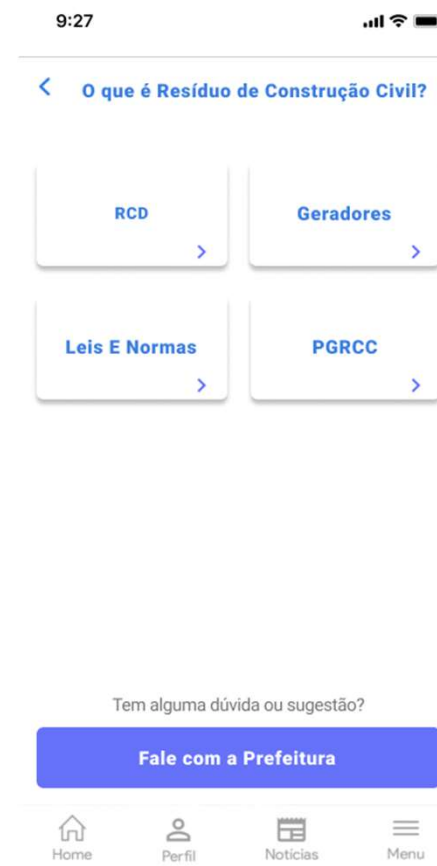 9:27
O que é Resíduo de Construção Civil?
RCD
Geradores
Leis E Normas
PGRCC
Tem alguma dúvida ou sugestão?
Fale com a Prefeitura
Home
Perfil
Notícias
Menu